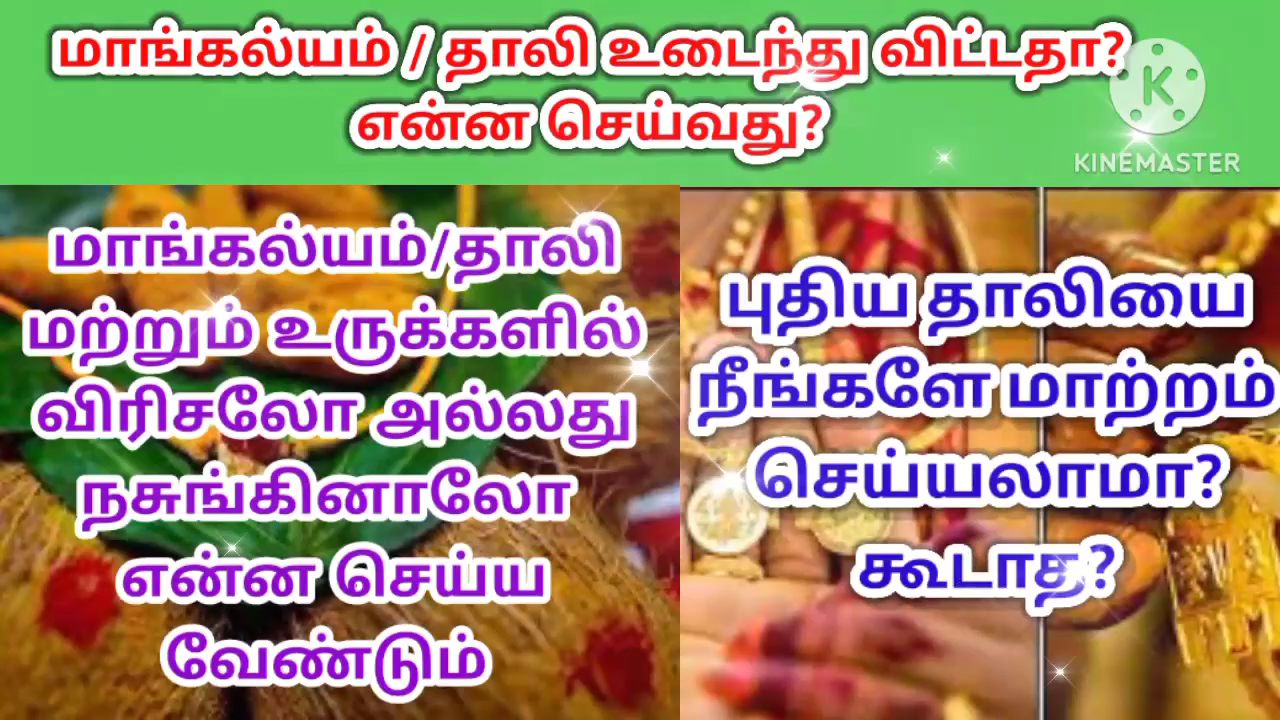 மாங்கல்யம் / தாலி உடைந்து விட்டதா?
என்ன செய்வது?
KINEMASTER
மாங்கல்யம்/தாலி
மற்றும் உருக்களில்
விரிசலோ அல்லது
நசுங்கினாலோ
என்ன செய்ய
வேண்டும்
புதிய தாலியை
நீங்களே மாற்றம்
செய்யலாமா?
கூடாத?